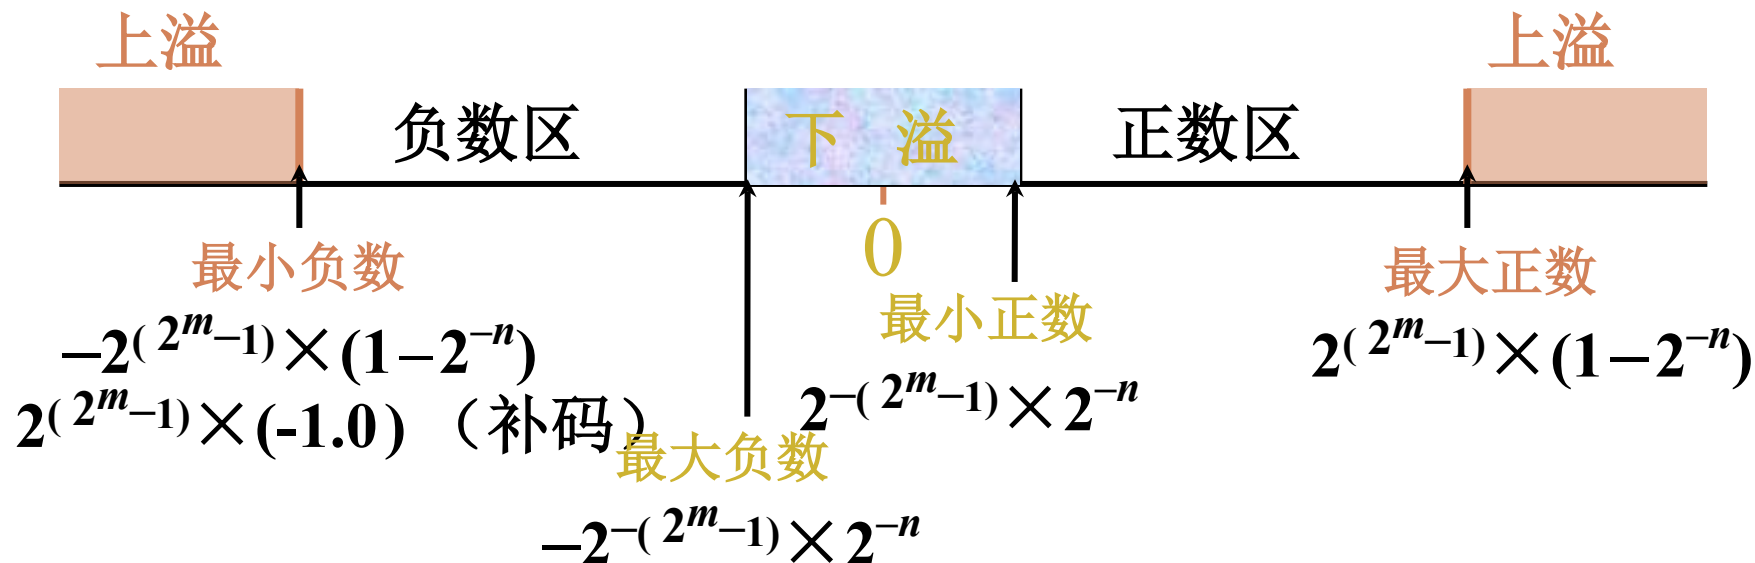 上溢 上溢
负数区 下 溢 正数区
0
最小负数 最大正数
最小正数
−2^(2^m−1)×(1−2^−n) 2^(2^m−1)×(1−2^−n)
2^(2^m−1)×(-1.0)（补码） 2^−(2^m−1)×2^−n
最大负数
−2^−(2^m−1)×2^−n